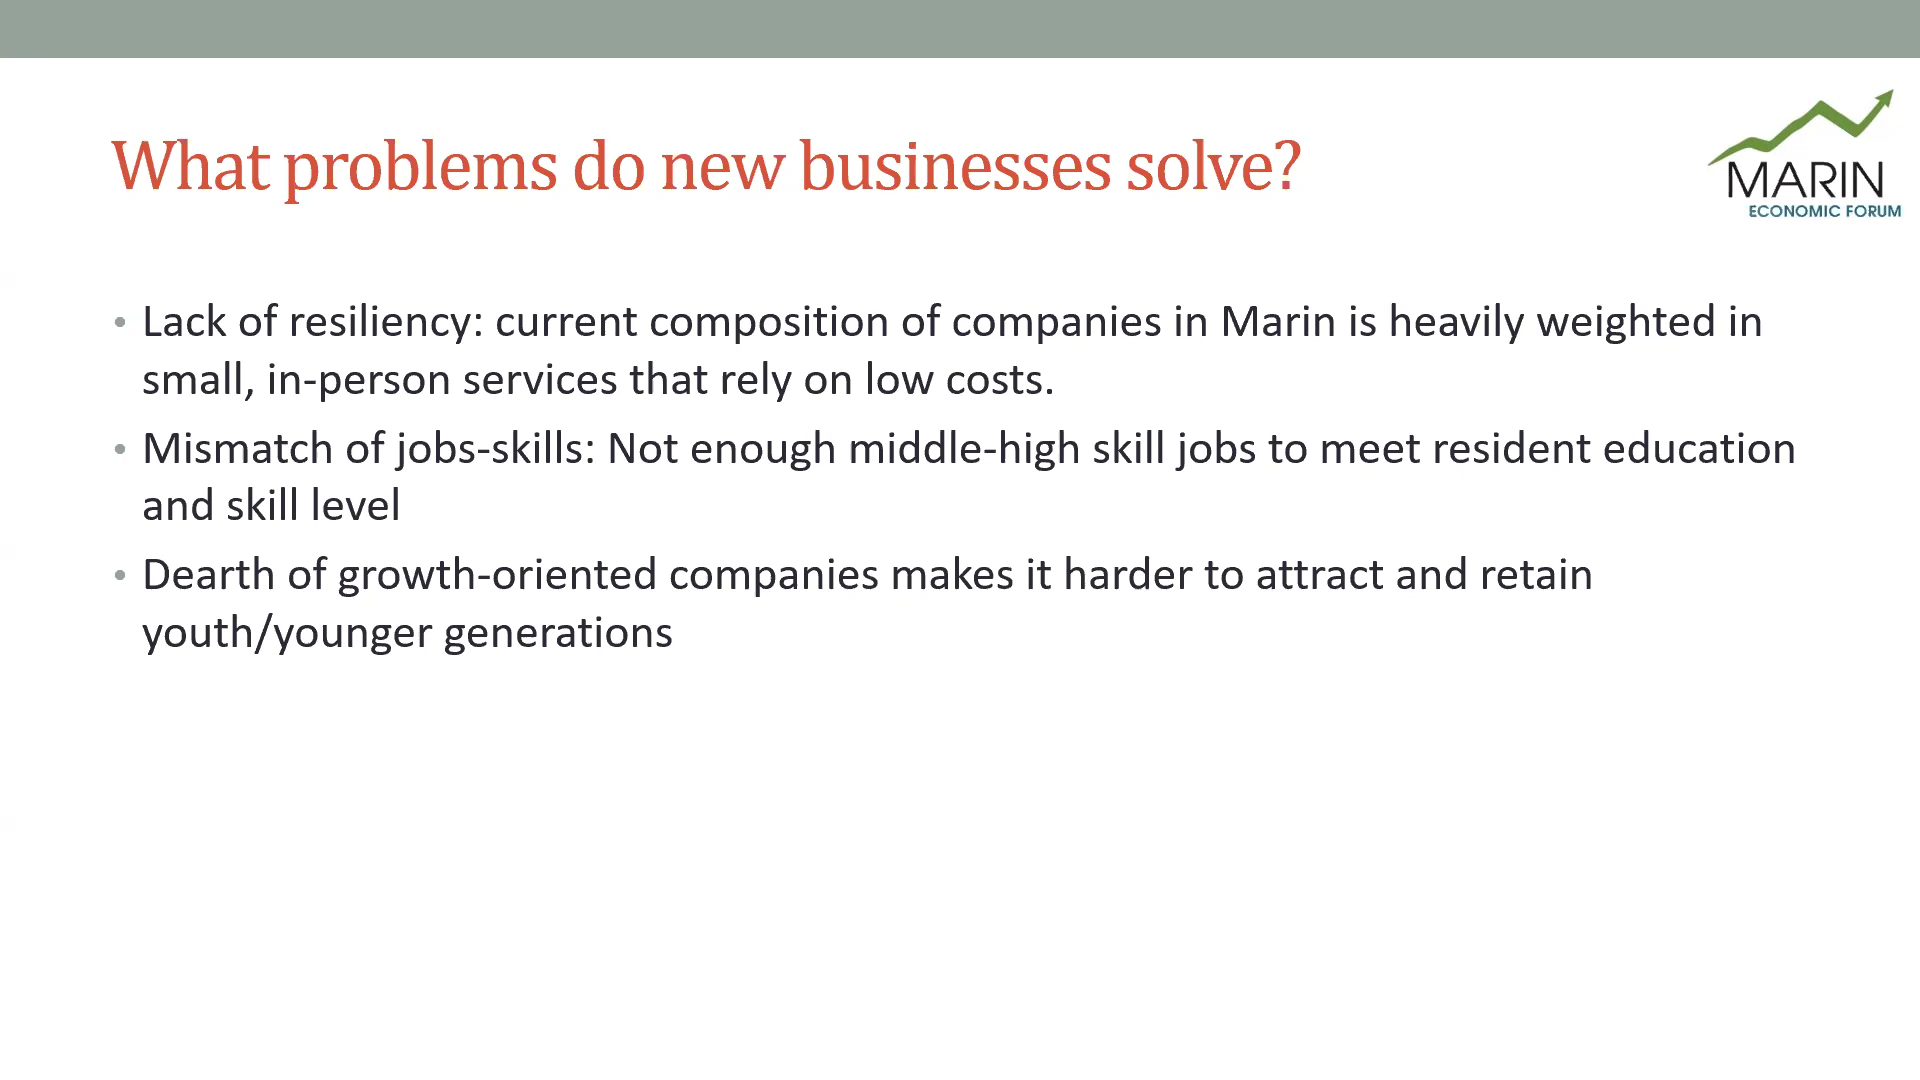 What problems do new businesses solve?
MARIN
ECONOMIC FORUM
• Lack of resiliency: current composition of companies in Marin is heavily weighted in
small, in-person services that rely on low costs.
• Mismatch of jobs-skills: Not enough middle-high skill jobs to meet resident education
and skill level
• Dearth of growth-oriented companies makes it harder to attract and retain
youth/younger generations